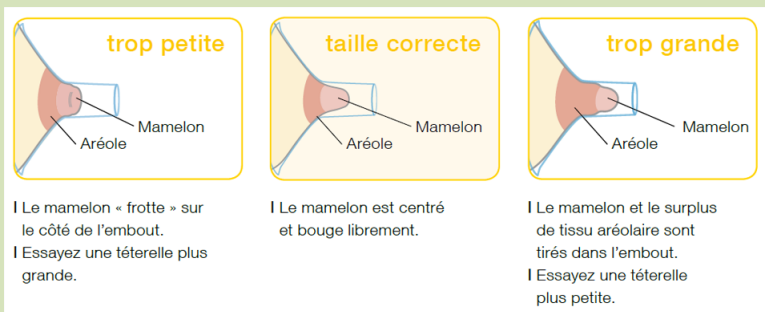 trop petite
Mamelon
Aréole
I Le mamelon « frotte » sur
le côté de l'embout.
I Essayez une téterelle plus
grande.
taille correcte
Mamelon
Aréole
I Le mamelon est centré
et bouge librement.
trop grande
Mamelon
Aréole
I Le mamelon et le surplus
de tissu aréolaire sont
tirés dans l'embout.
I Essayez une téterelle
plus petite.